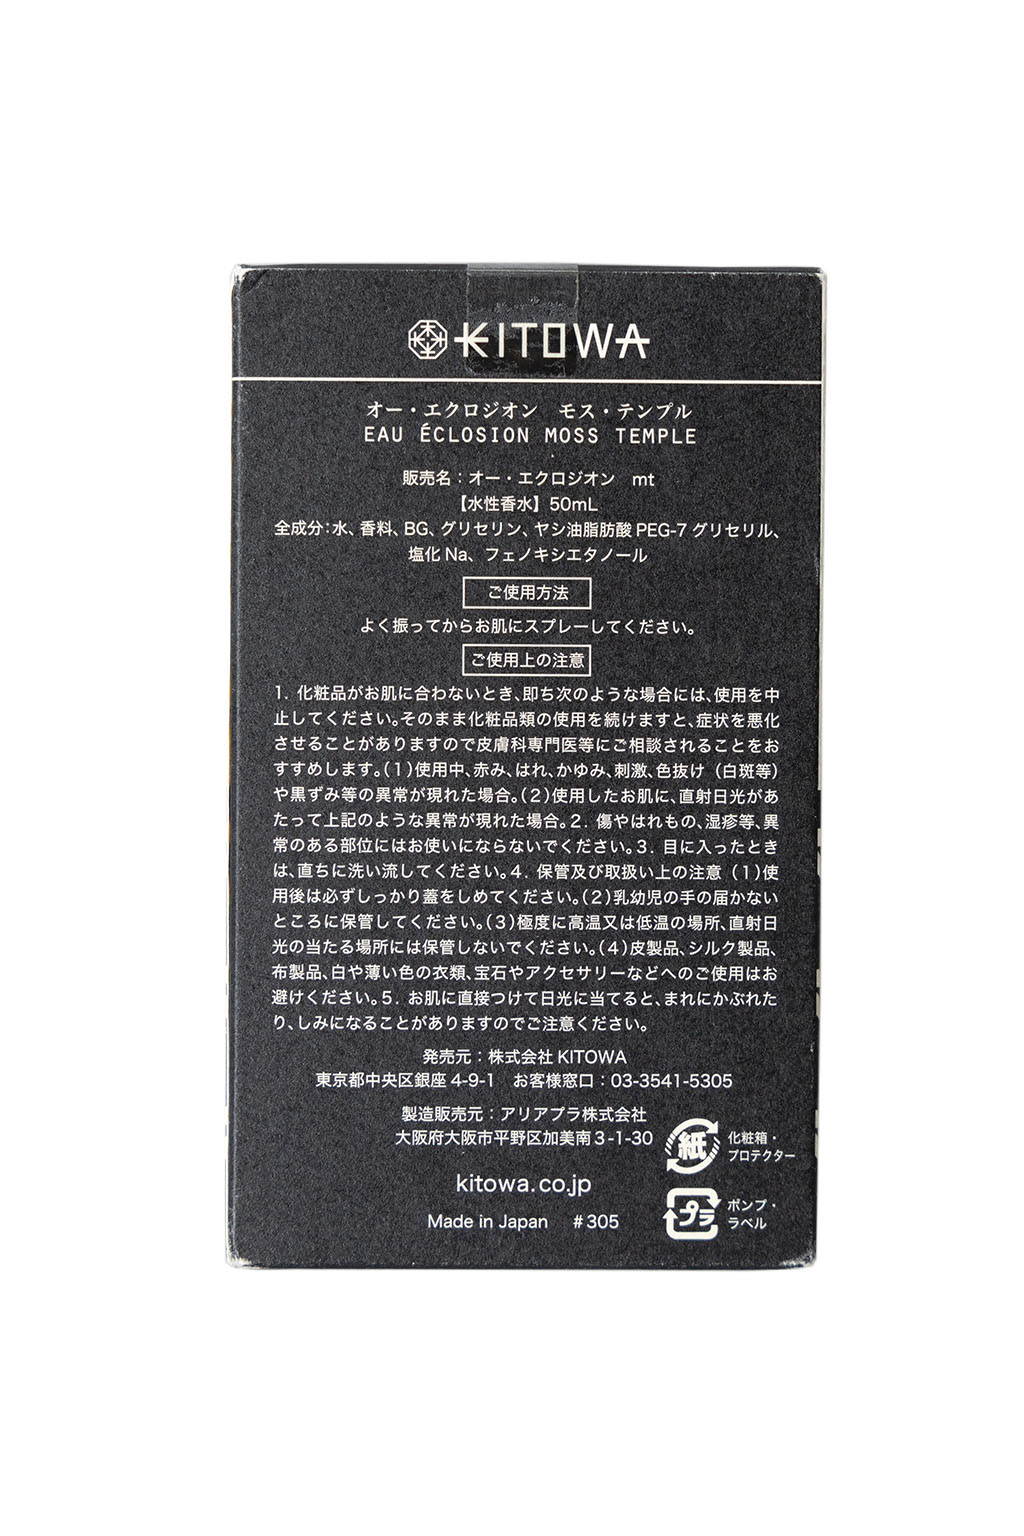 KITOWA
オー・エクロジオン　モス・テンプル
EAU ÉCLOSION MOSS TEMPLE
販売名：オー・エクロジオン　mt
【水性香水】50mL
全成分：水、香料、BG、グリセリン、ヤシ油脂肪酸 PEG-7 グリセリル、
塩化 Na、フェノキシエタノール
ご使用方法
よく振ってからお肌にスプレーしてください。
ご使用上の注意
1. 化粧品がお肌に合わないとき、即ち次のような場合には、使用を中
止してください。そのまま化粧品類の使用を続けますと、症状を悪化
させることがありますので皮膚科専門医等にご相談されることをお
すすめします。（1）使用中、赤み、はれ、かゆみ、刺激、色抜け（白斑等）
や黒ずみ等の異常が現れた場合。（2）使用したお肌に、直射日光があ
たって上記のような異常が現れた場合。2. 傷やはれもの、湿疹等、異
常のある部位にはお使いにならないでください。3. 目に入ったとき
は、直ちに洗い流してください。4. 保管及び取扱い上の注意（1）使
用後は必ずしっかり蓋をしめてください。（2）乳幼児の手の届かない
ところに保管してください。（3）極度に高温又は低温の場所、直射日
光の当たる場所には保管しないでください。（4）皮製品、シルク製品、
布製品、白や薄い色の衣類、宝石やアクセサリーなどへのご使用はお
避けください。5. お肌に直接つけて日光に当てると、まれにかぶれた
り、しみになることがありますのでご注意ください。
発売元：株式会社 KITOWA
東京都中央区銀座 4-9-1　お客様窓口：03-3541-5305
製造販売元：アリアプラ株式会社
大阪府大阪市平野区加美南 3-1-30
紙 化粧箱・
プロテクター
kitowa.co.jp
プラ ポンプ・
ラベル
Made in Japan　#305